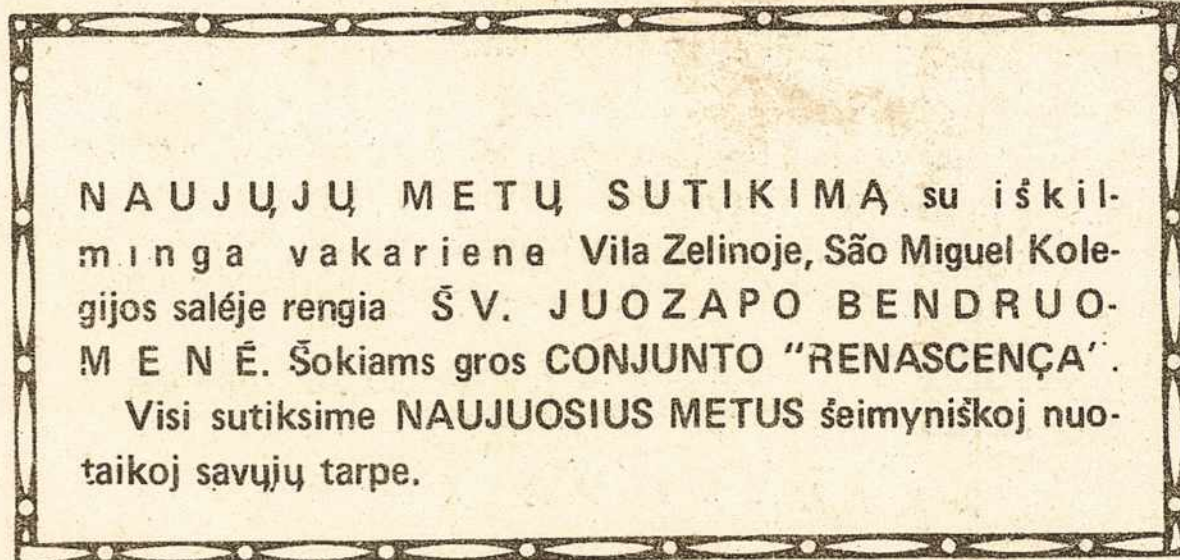 NAUJŲJŲ METŲ SUTIKIMĄ su iškil-
minga vakariene Vila Zelinoje, São Miguel Kole-
gijos salėje rengia ŠV. JUOZAPO BENDRUO-
MENĖ. Šokiams gros CONJUNTO "RENASCENÇA".
Visi sutiksime NAUJUOSIUS METUS šeimyniškoj nuo-
taikoj savųjų tarpe.